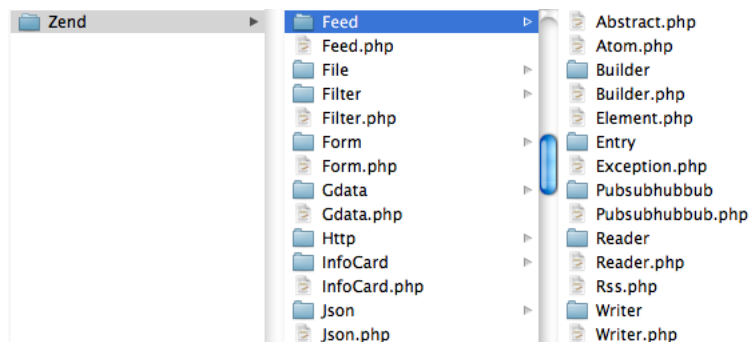 Zend
Feed
Feed.php
File
Filter
Filter.php
Form
Form.php
Gdata
Gdata.php
Http
InfoCard
InfoCard.php
Json
Json.php
Abstract.php
Atom.php
Builder
Builder.php
Element.php
Entry
Exception.php
Pubsubhubbub
Pubsubhubbub.php
Reader
Reader.php
Rss.php
Writer
Writer.php